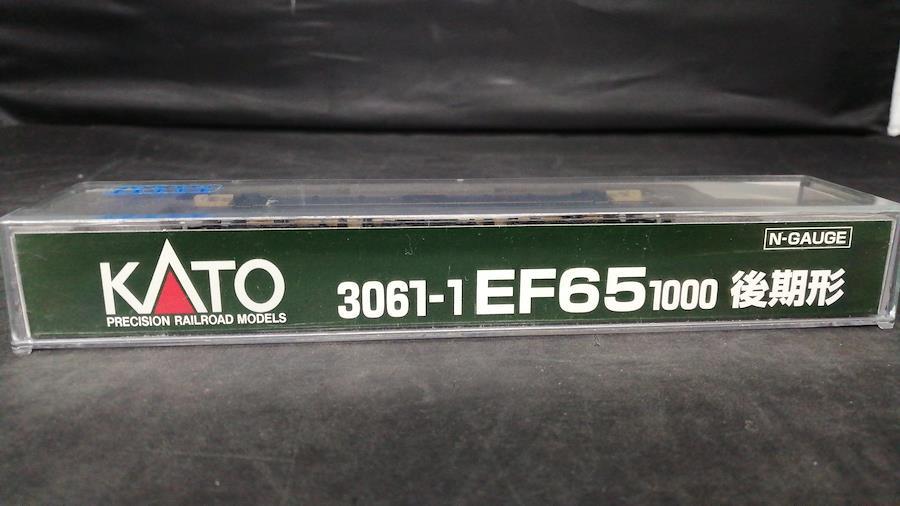 N-GAUGE
KATO
PRECISION RAILROAD MODELS
3061-1 EF65 1000 後期形